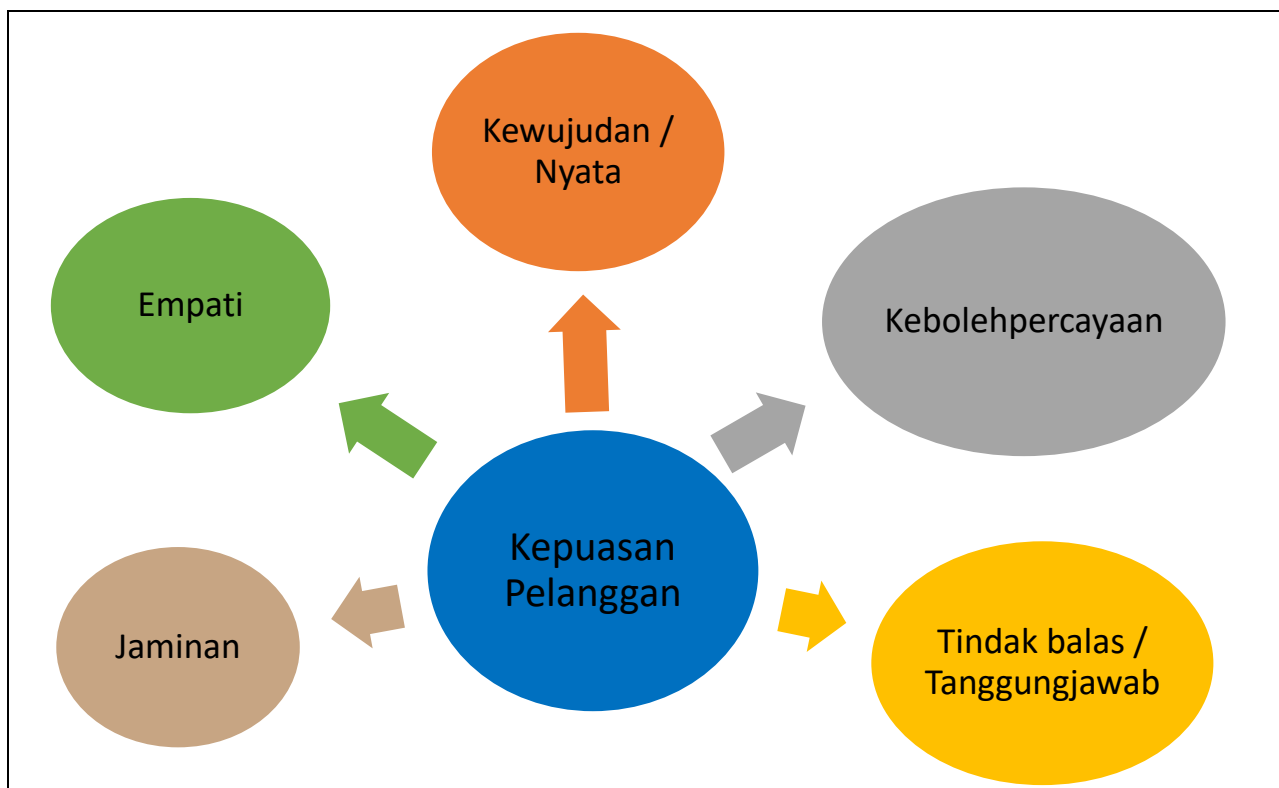 Kewujudan /
Nyata
Empati
Kebolehpercayaan
Kepuasan
Pelanggan
Jaminan
Tindak balas /
Tanggungjawab